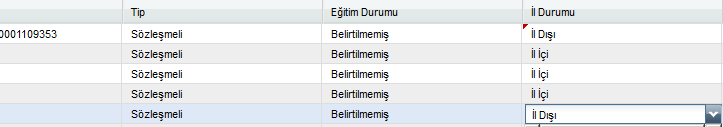 Tip Eğitim Durumu İl Durumu
0001109353 Sözleşmeli Belirtilmemiş İl Dışı
Sözleşmeli Belirtilmemiş İl İçi
Sözleşmeli Belirtilmemiş İl İçi
Sözleşmeli Belirtilmemiş İl İçi
Sözleşmeli Belirtilmemiş İl Dışı